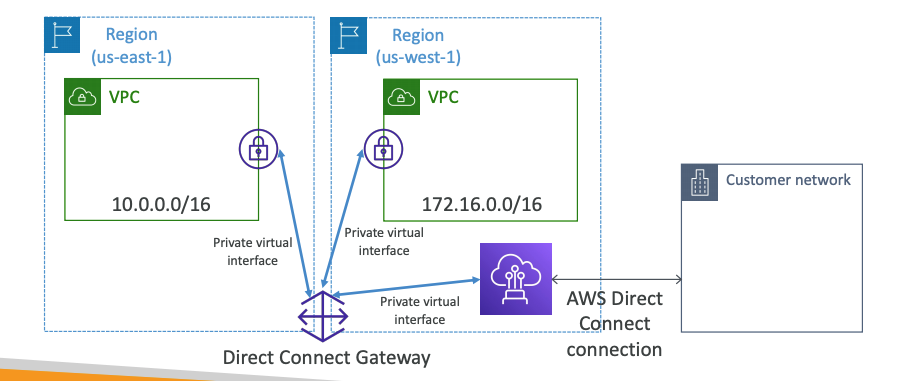 Region
(us-east-1)
Region
(us-west-1)
VPC
VPC
10.0.0.0/16
172.16.0.0/16
Customer network
Private virtual
interface
Private virtual
interface
Private virtual
interface
AWS Direct
Connect
connection
Direct Connect Gateway